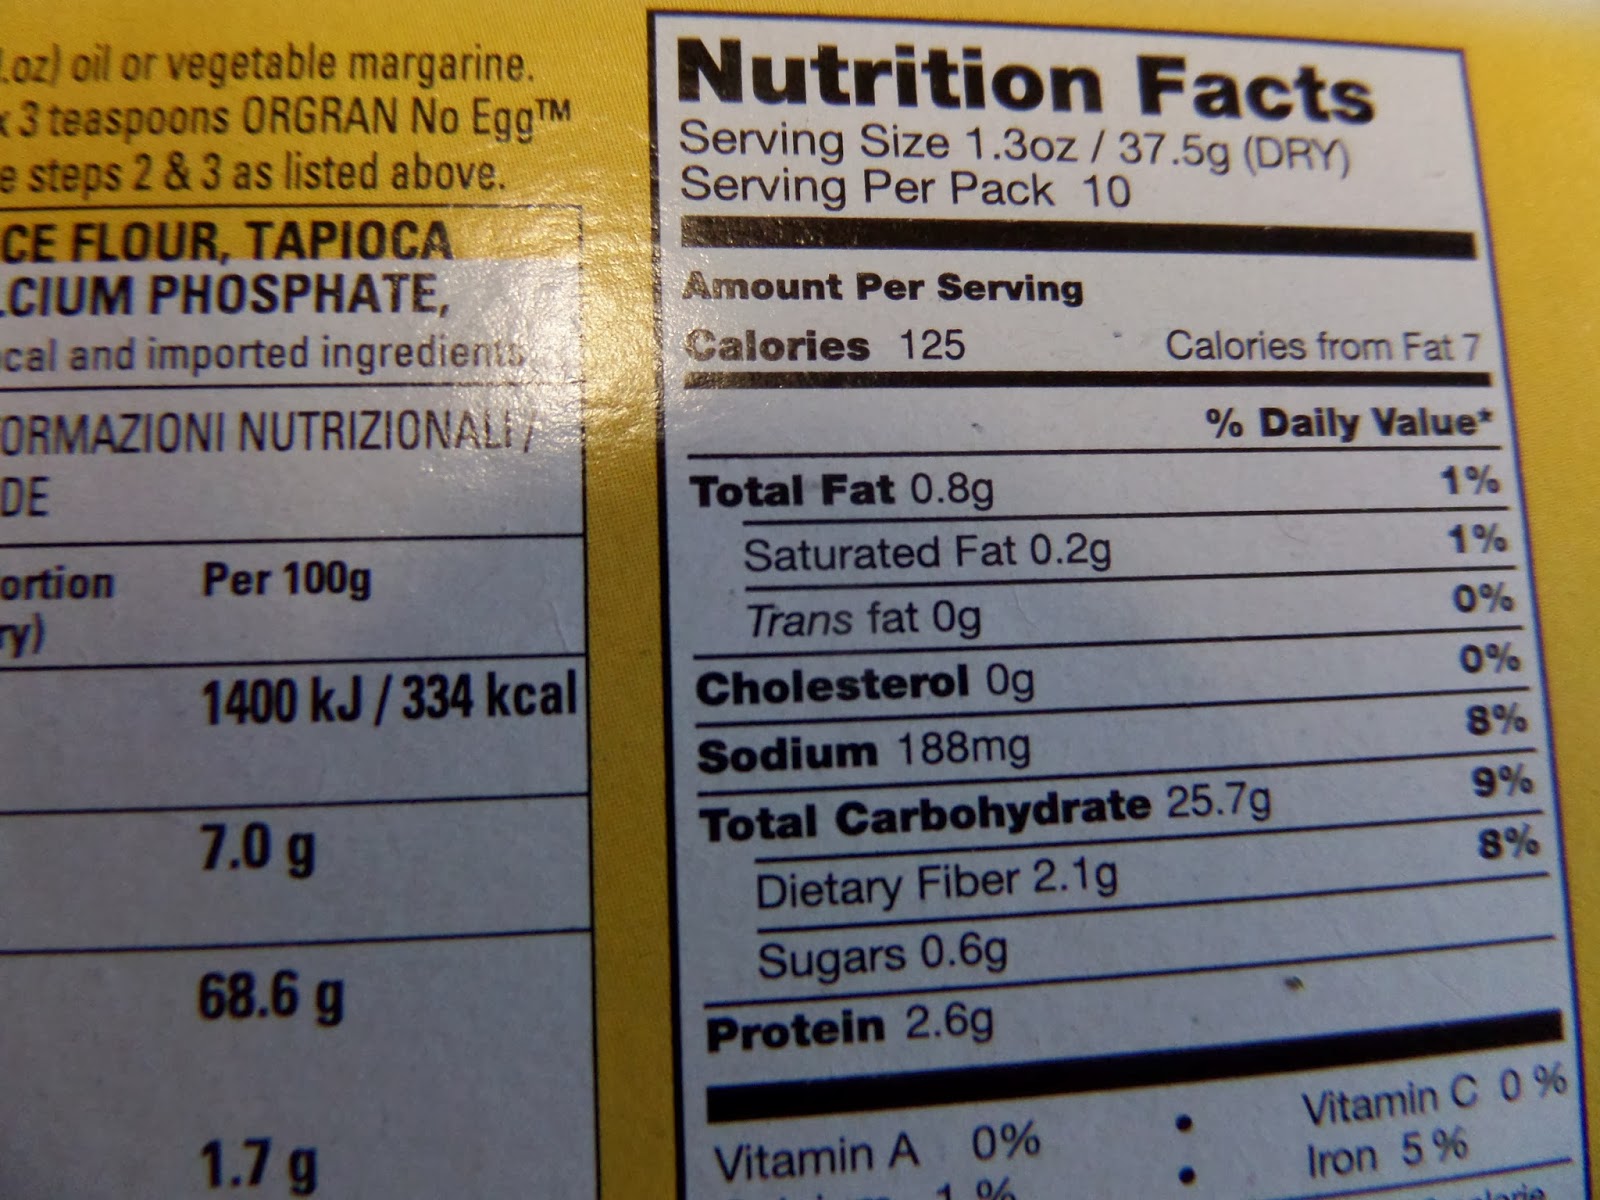 .oz) oil or vegetable margarine.
x 3 teaspoons ORGRAN No Egg™
e steps 2 & 3 as listed above.
CE FLOUR, TAPIOCA
LCIUM PHOSPHATE,
ocal and imported ingredients.
ORMAZIONI NUTRIZIONALI /
DE
ortion Per 100g
ry)
1400 kJ / 334 kcal
7.0 g
68.6 g
1.7 g
Nutrition Facts
Serving Size 1.3oz / 37.5g (DRY)
Serving Per Pack 10
Amount Per Serving
Calories 125 Calories from Fat 7
% Daily Value*
Total Fat 0.8g 1%
Saturated Fat 0.2g 1%
Trans fat 0g 0%
Cholesterol 0g 0%
Sodium 188mg 8%
Total Carbohydrate 25.7g 9%
Dietary Fiber 2.1g 8%
Sugars 0.6g
Protein 2.6g
Vitamin A 0% • Vitamin C 0 %
1 % • Iron 5 %